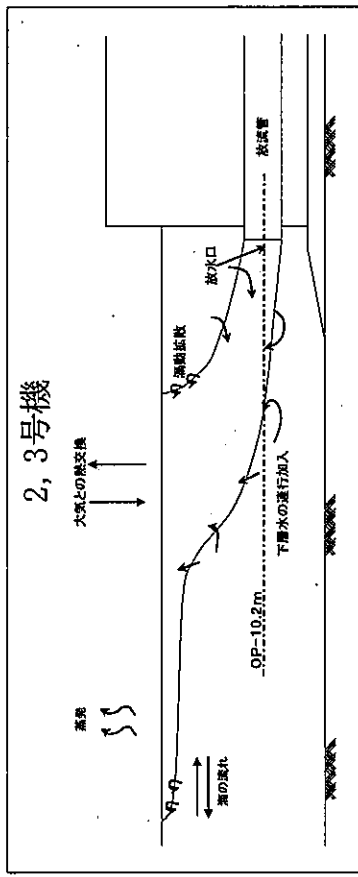 2,3号機
蒸発
大気との熱交換
渦動拡散
放水口
放流管
OP-10.2m
下層水の連行加入
海の流れ